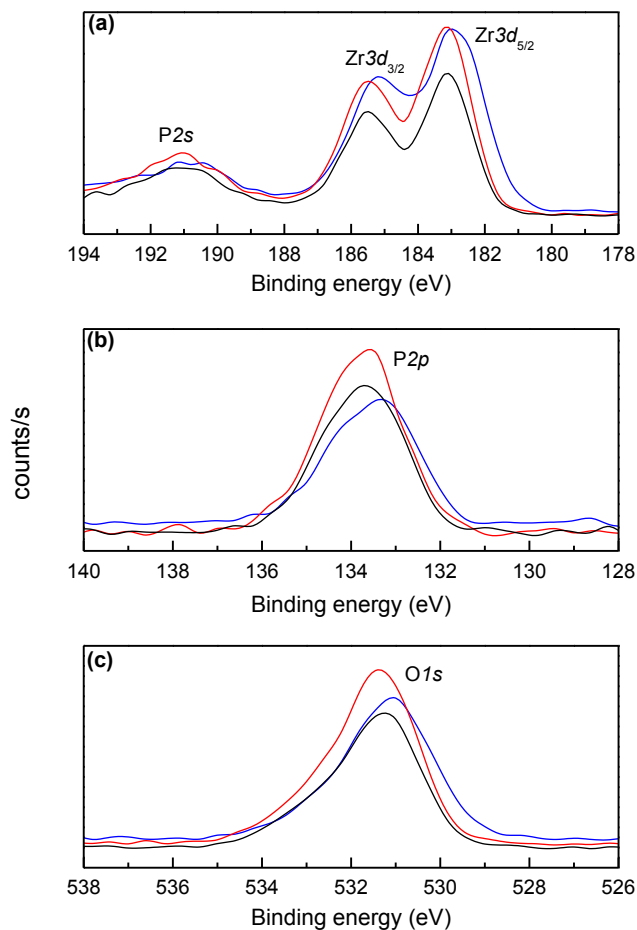 (a)
Zr3d3/2
Zr3d5/2
P2s
194 192 190 188 186 184 182 180 178
Binding energy (eV)
(b)
P2p
counts/s
140 138 136 134 132 130 128
Binding energy (eV)
(c)
O1s
538 536 534 532 530 528 526
Binding energy (eV)